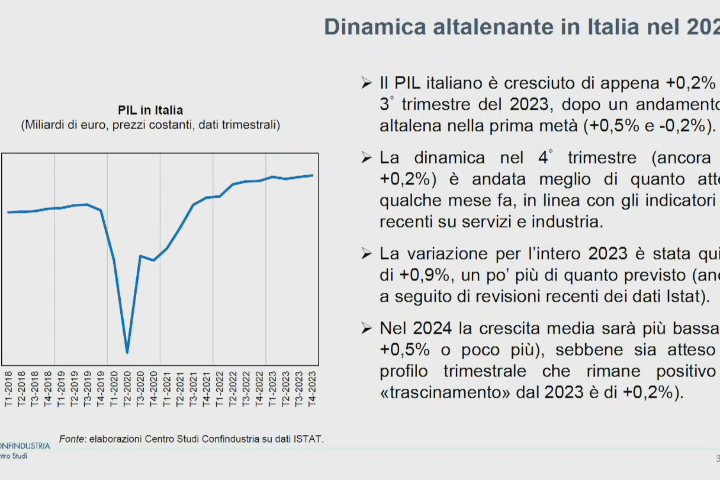 Dinamica altalenante in Italia nel 202
PIL in Italia
(Miliardi di euro, prezzi costanti, dati trimestrali)
T1-2018
T2-2018
T3-2018
T4-2018
T1-2019
T2-2019
T3-2019
T4-2019
T1-2020
T2-2020
T3-2020
T4-2020
T1-2021
T2-2021
T3-2021
T4-2021
T1-2022
T2-2022
T3-2022
T4-2022
T1-2023
T2-2023
T3-2023
T4-2023
Fonte: elaborazioni Centro Studi Confindustria su dati ISTAT.
ONFINDUSTRIA
ntro Studi
➢ Il PIL italiano è cresciuto di appena +0,2%
3° trimestre del 2023, dopo un andamento
altalena nella prima metà (+0,5% e -0,2%).
➢ La dinamica nel 4° trimestre (ancora
+0,2%) è andata meglio di quanto atte
qualche mese fa, in linea con gli indicatori
recenti su servizi e industria.
➢ La variazione per l’intero 2023 è stata qui
di +0,9%, un po’ più di quanto previsto (anc
a seguito di revisioni recenti dei dati Istat).
➢ Nel 2024 la crescita media sarà più bassa
+0,5% o poco più), sebbene sia atteso
profilo trimestrale che rimane positivo
«trascinamento» dal 2023 è di +0,2%).
3